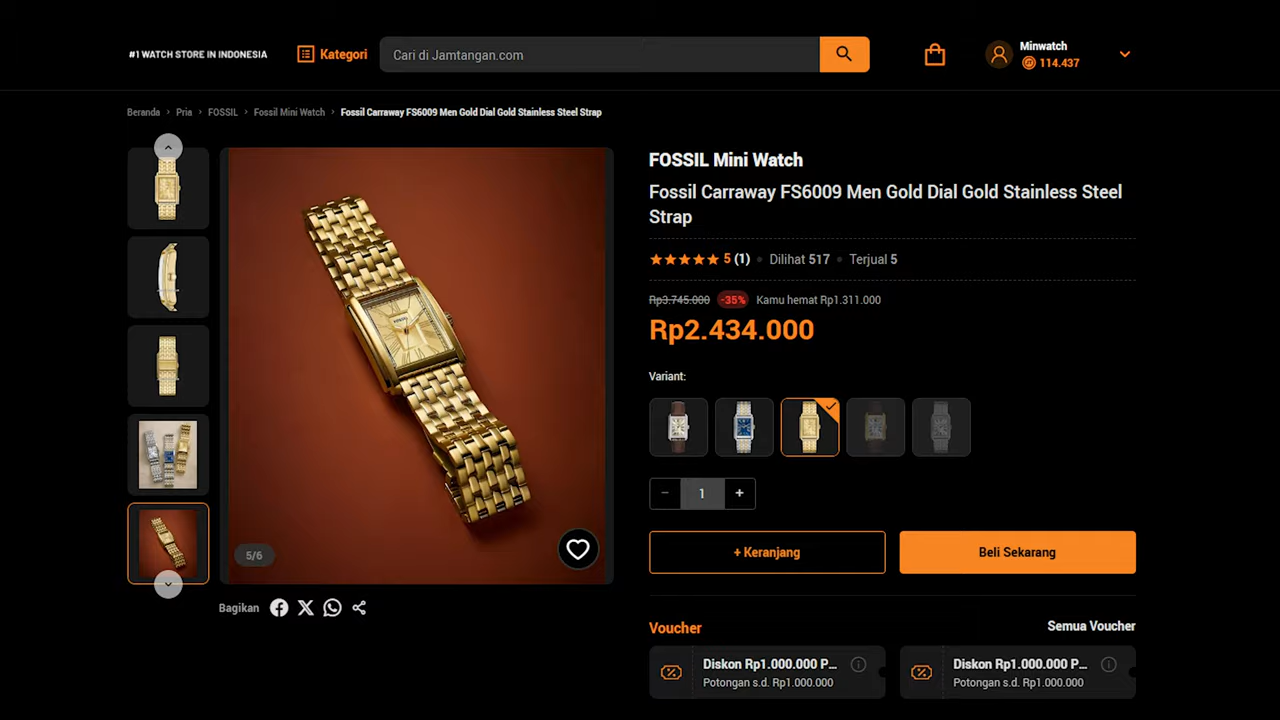 #1 WATCH STORE IN INDONESIA
Kategori
Cari di Jamtangan.com
Minwatch
114.437
Beranda > Pria > FOSSIL > Fossil Mini Watch > Fossil Carraway FS6009 Men Gold Dial Gold Stainless Steel Strap
FOSSIL Mini Watch
Fossil Carraway FS6009 Men Gold Dial Gold Stainless Steel
Strap
5 (1) Dilihat 517 Terjual 5
Rp3.745.000 -35% Kamu hemat Rp1.311.000
Rp2.434.000
Variant:
− 1 +
+ Keranjang
Beli Sekarang
FOSSIL
5/6
Bagikan
Voucher
Semua Voucher
Diskon Rp1.000.000 P...
Potongan s.d. Rp1.000.000
Diskon Rp1.000.000 P...
Potongan s.d. Rp1.000.000